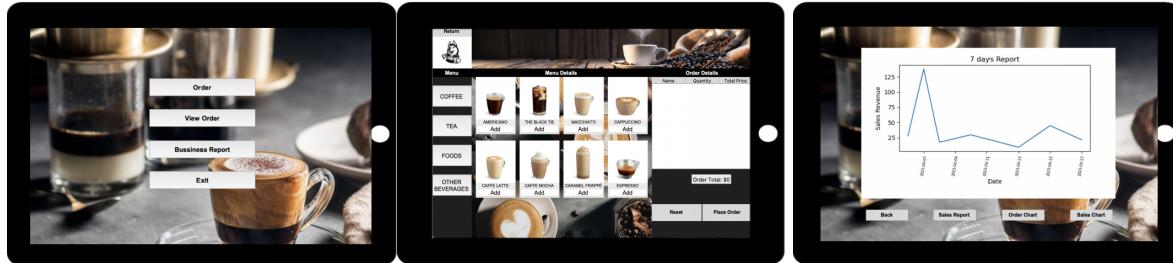 Order
View Order
Bussiness Report
Exit
Return
Menu
Menu Details
Order Details
Name Quantity Total Price
COFFEE
TEA
FOODS
OTHER
BEVERAGES
AMERICANO THE BLACK TIE MACCHIATO CAPPUCCINO
Add Add Add Add
CAFFE LATTE CAFFE MOCHA CARAMEL FRAPPÉ ESPRESSO
Add Add Add Add
Order Total: $0
Reset Place Order
7 days Report
Sales Revenue
125
100
75
50
25
Date
Back Sales Report Order Chart Sales Chart